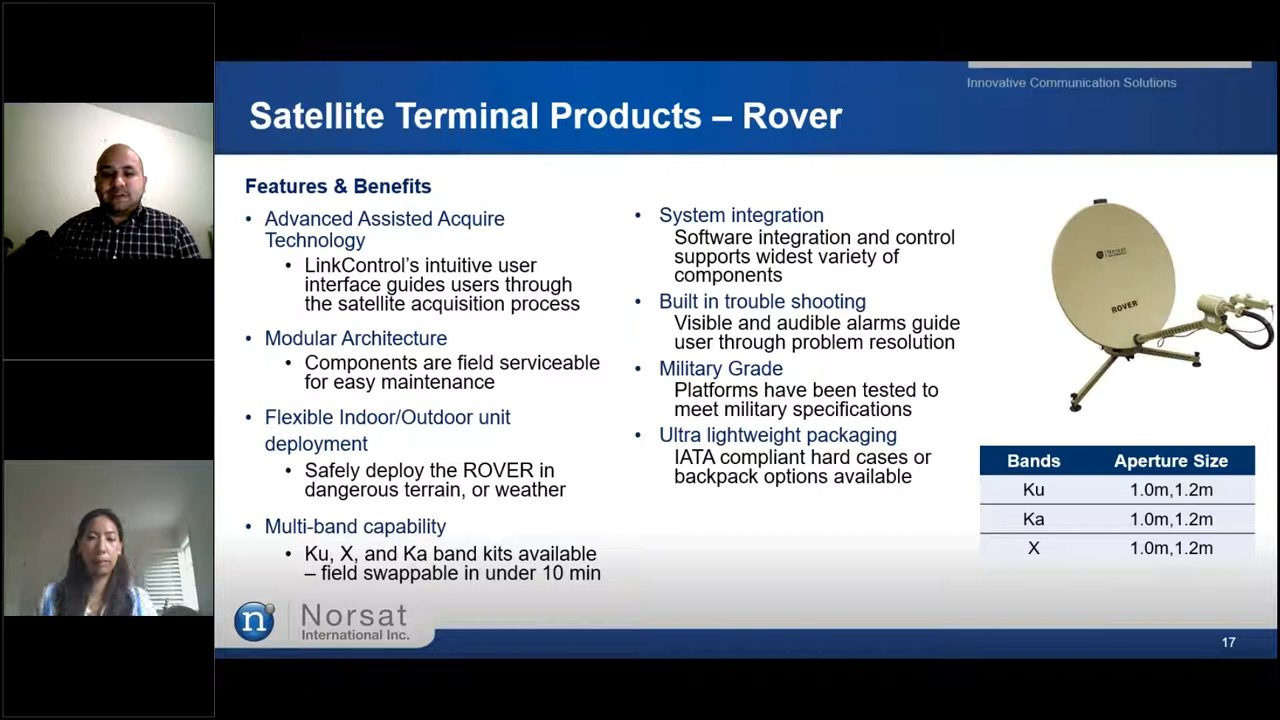 Innovative Communication Solutions
Satellite Terminal Products – Rover
Features & Benefits
• Advanced Assisted Acquire
Technology
• LinkControl's intuitive user
interface guides users through
the satellite acquisition process
• Modular Architecture
• Components are field serviceable
for easy maintenance
• Flexible Indoor/Outdoor unit
deployment
• Safely deploy the ROVER in
dangerous terrain, or weather
• Multi-band capability
• Ku, X, and Ka band kits available
– field swappable in under 10 min
• System integration
Software integration and control
supports widest variety of
components
• Built in trouble shooting
Visible and audible alarms guide
user through problem resolution
• Military Grade
Platforms have been tested to
meet military specifications
• Ultra lightweight packaging
IATA compliant hard cases or
backpack options available
Norsat
ROVER
Bands Aperture Size
Ku 1.0m,1.2m
Ka 1.0m,1.2m
X 1.0m,1.2m
n Norsat
International Inc.
17